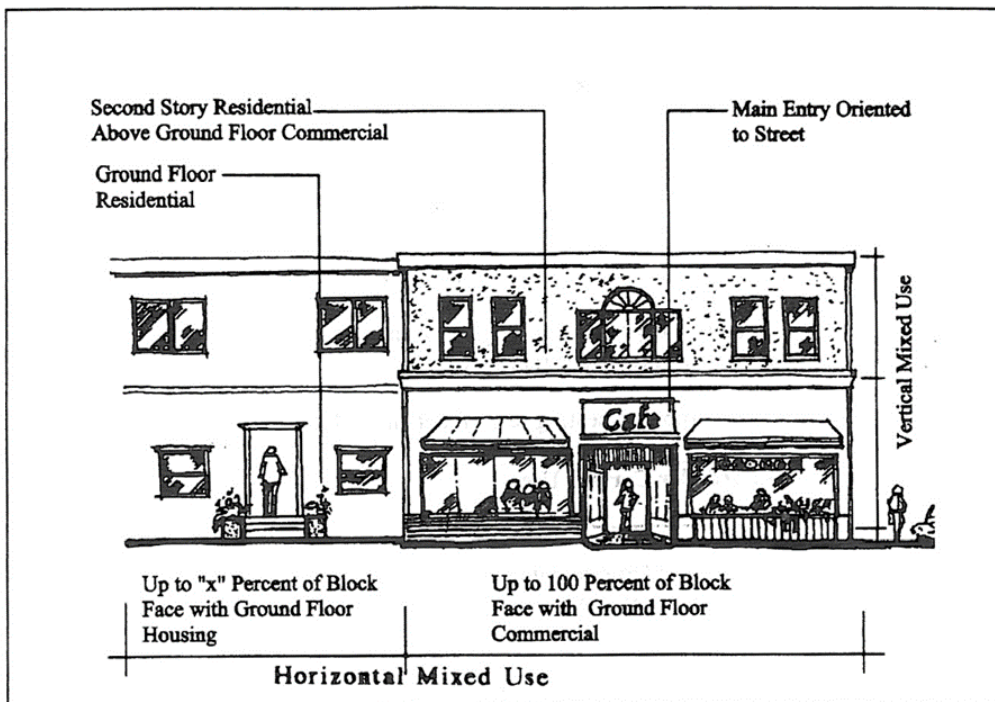 Second Story Residential
Above Ground Floor Commercial
Main Entry Oriented
to Street
Ground Floor
Residential
Vertical Mixed Use
Cafe
Up to "x" Percent of Block
Face with Ground Floor
Housing
Up to 100 Percent of Block
Face with Ground Floor
Commercial
Horizontal Mixed Use